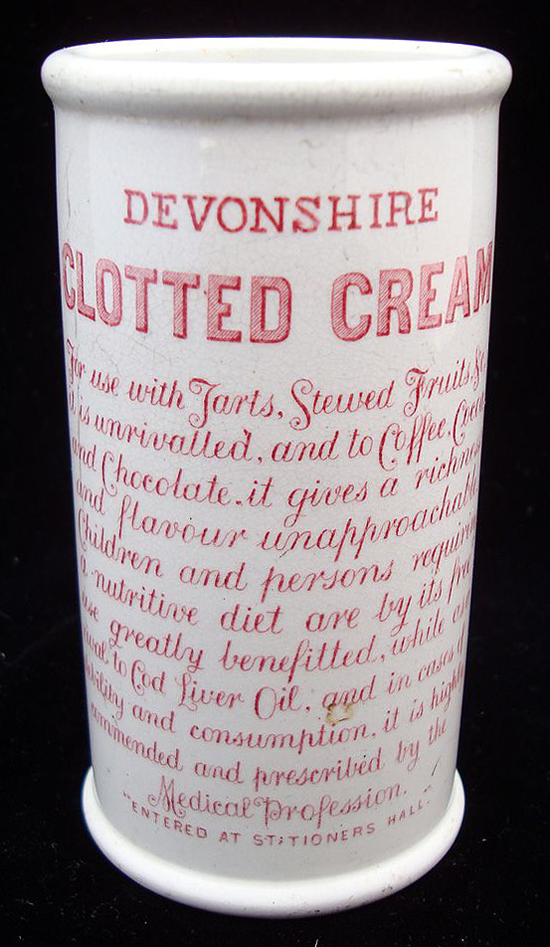 DEVONSHIRE
CLOTTED CREAM
For use with Tarts, Stewed Fruits, &c.
it is unrivalled, and to Coffee, Cocoa
and Chocolate, it gives a richness
and flavour unapproachable
Children and persons requiring
a nutritive diet are by its free
use greatly benefitted, while as
to Cod Liver Oil, and in cases of
and consumption, it is highly
and prescribed by the
Medical Profession.
"ENTERED AT STATIONERS HALL."